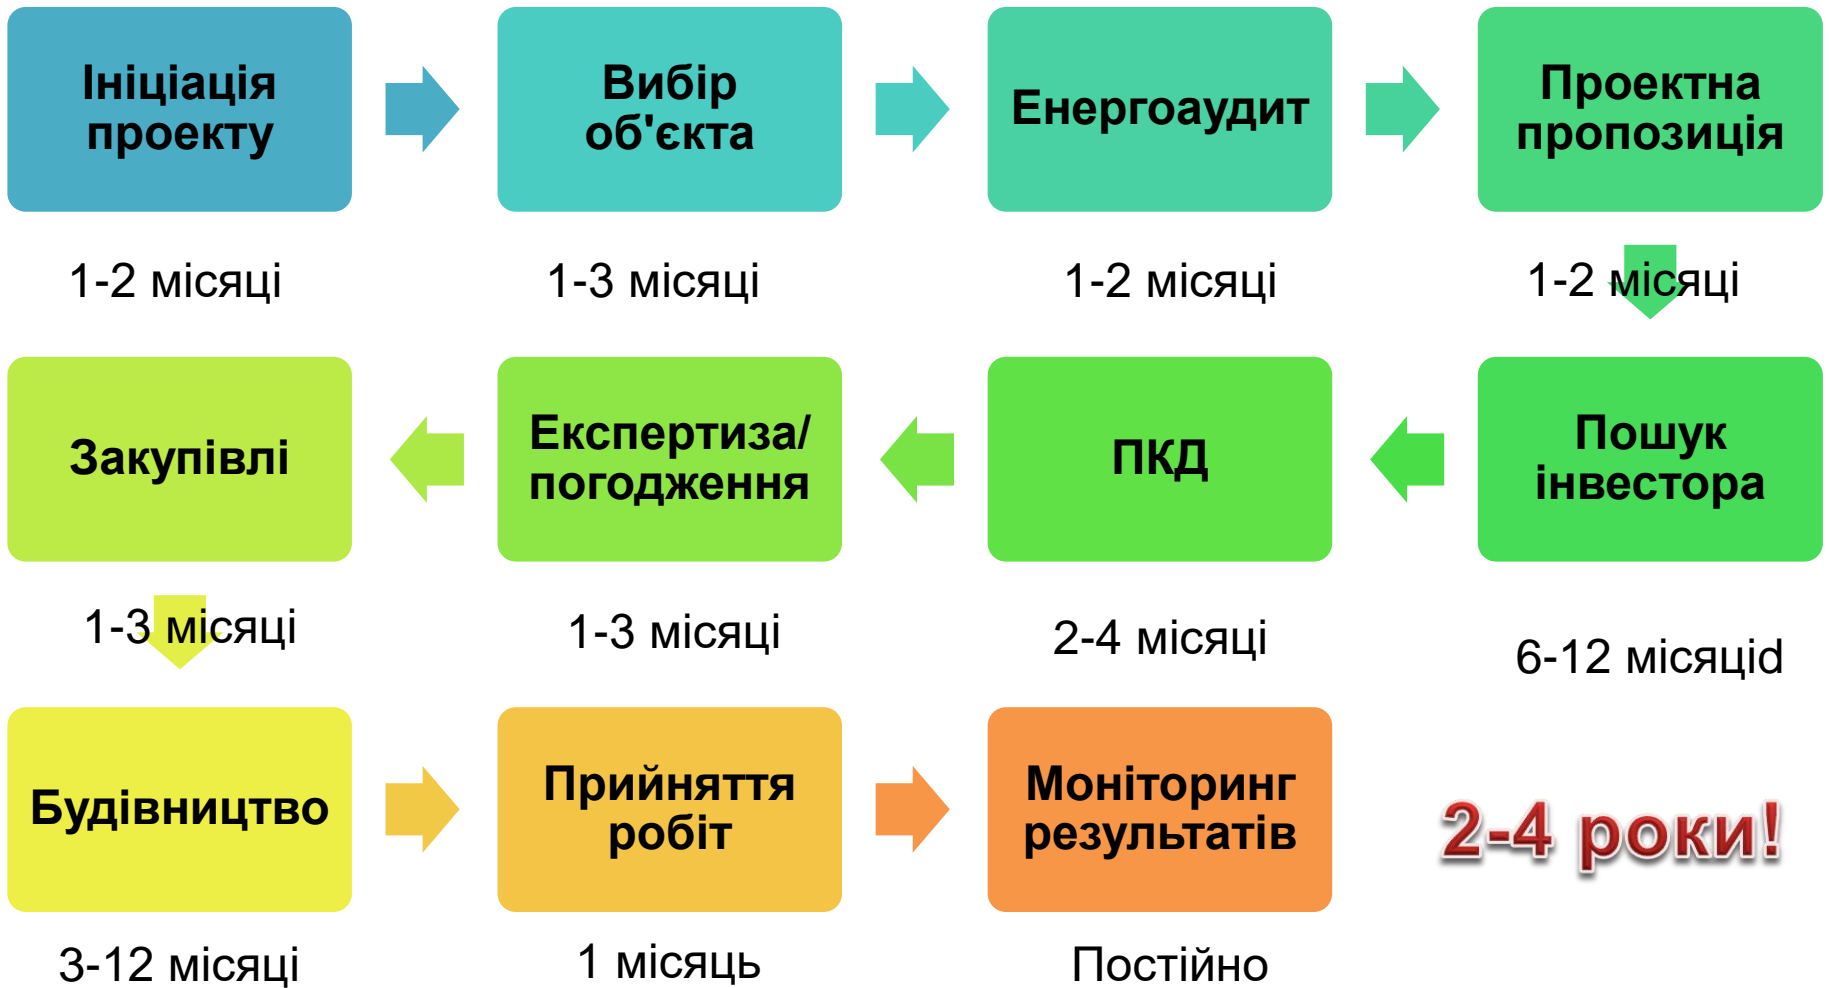 Ініціація
проекту
Вибір
об'єкта
Енергоаудит
Проектна
пропозиція
1-2 місяці
1-3 місяці
1-2 місяці
1-2 місяці
Закупівлі
Експертиза/
погодження
ПКД
Пошук
інвестора
1-3 місяці
1-3 місяці
2-4 місяці
6-12 місяціd
Будівництво
Прийняття
робіт
Моніторинг
результатів
2-4 роки!
3-12 місяці
1 місяць
Постійно